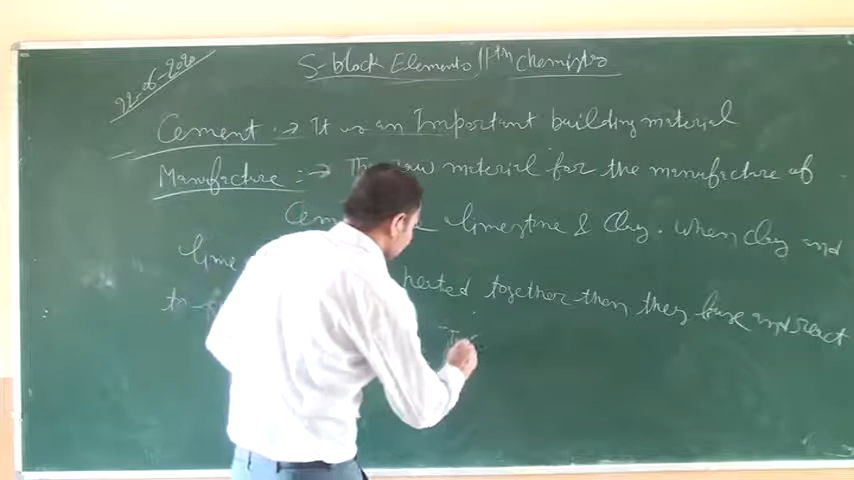 S-block Elements 11th Chemistry
Cement :→ It is an Important building material
Manufacture :→ The raw material for the manufacture of
Cem limestone & Clay. when clay and
lime heated together then they fuse and react
to